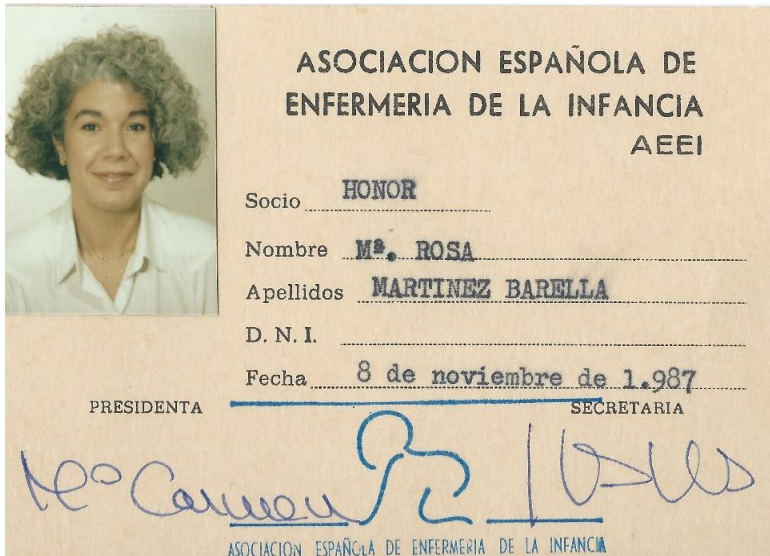 ASOCIACION ESPAÑOLA DE
ENFERMERIA DE LA INFANCIA
AEEI
Socio HONOR
Nombre Mª. ROSA
Apellidos MARTINEZ BARELLA
D. N. I.
Fecha 8 de noviembre de 1.987
PRESIDENTA SECRETARIA
Mª Carmen
ASOCIACION ESPAÑOLA DE ENFERMERIA DE LA INFANCIA